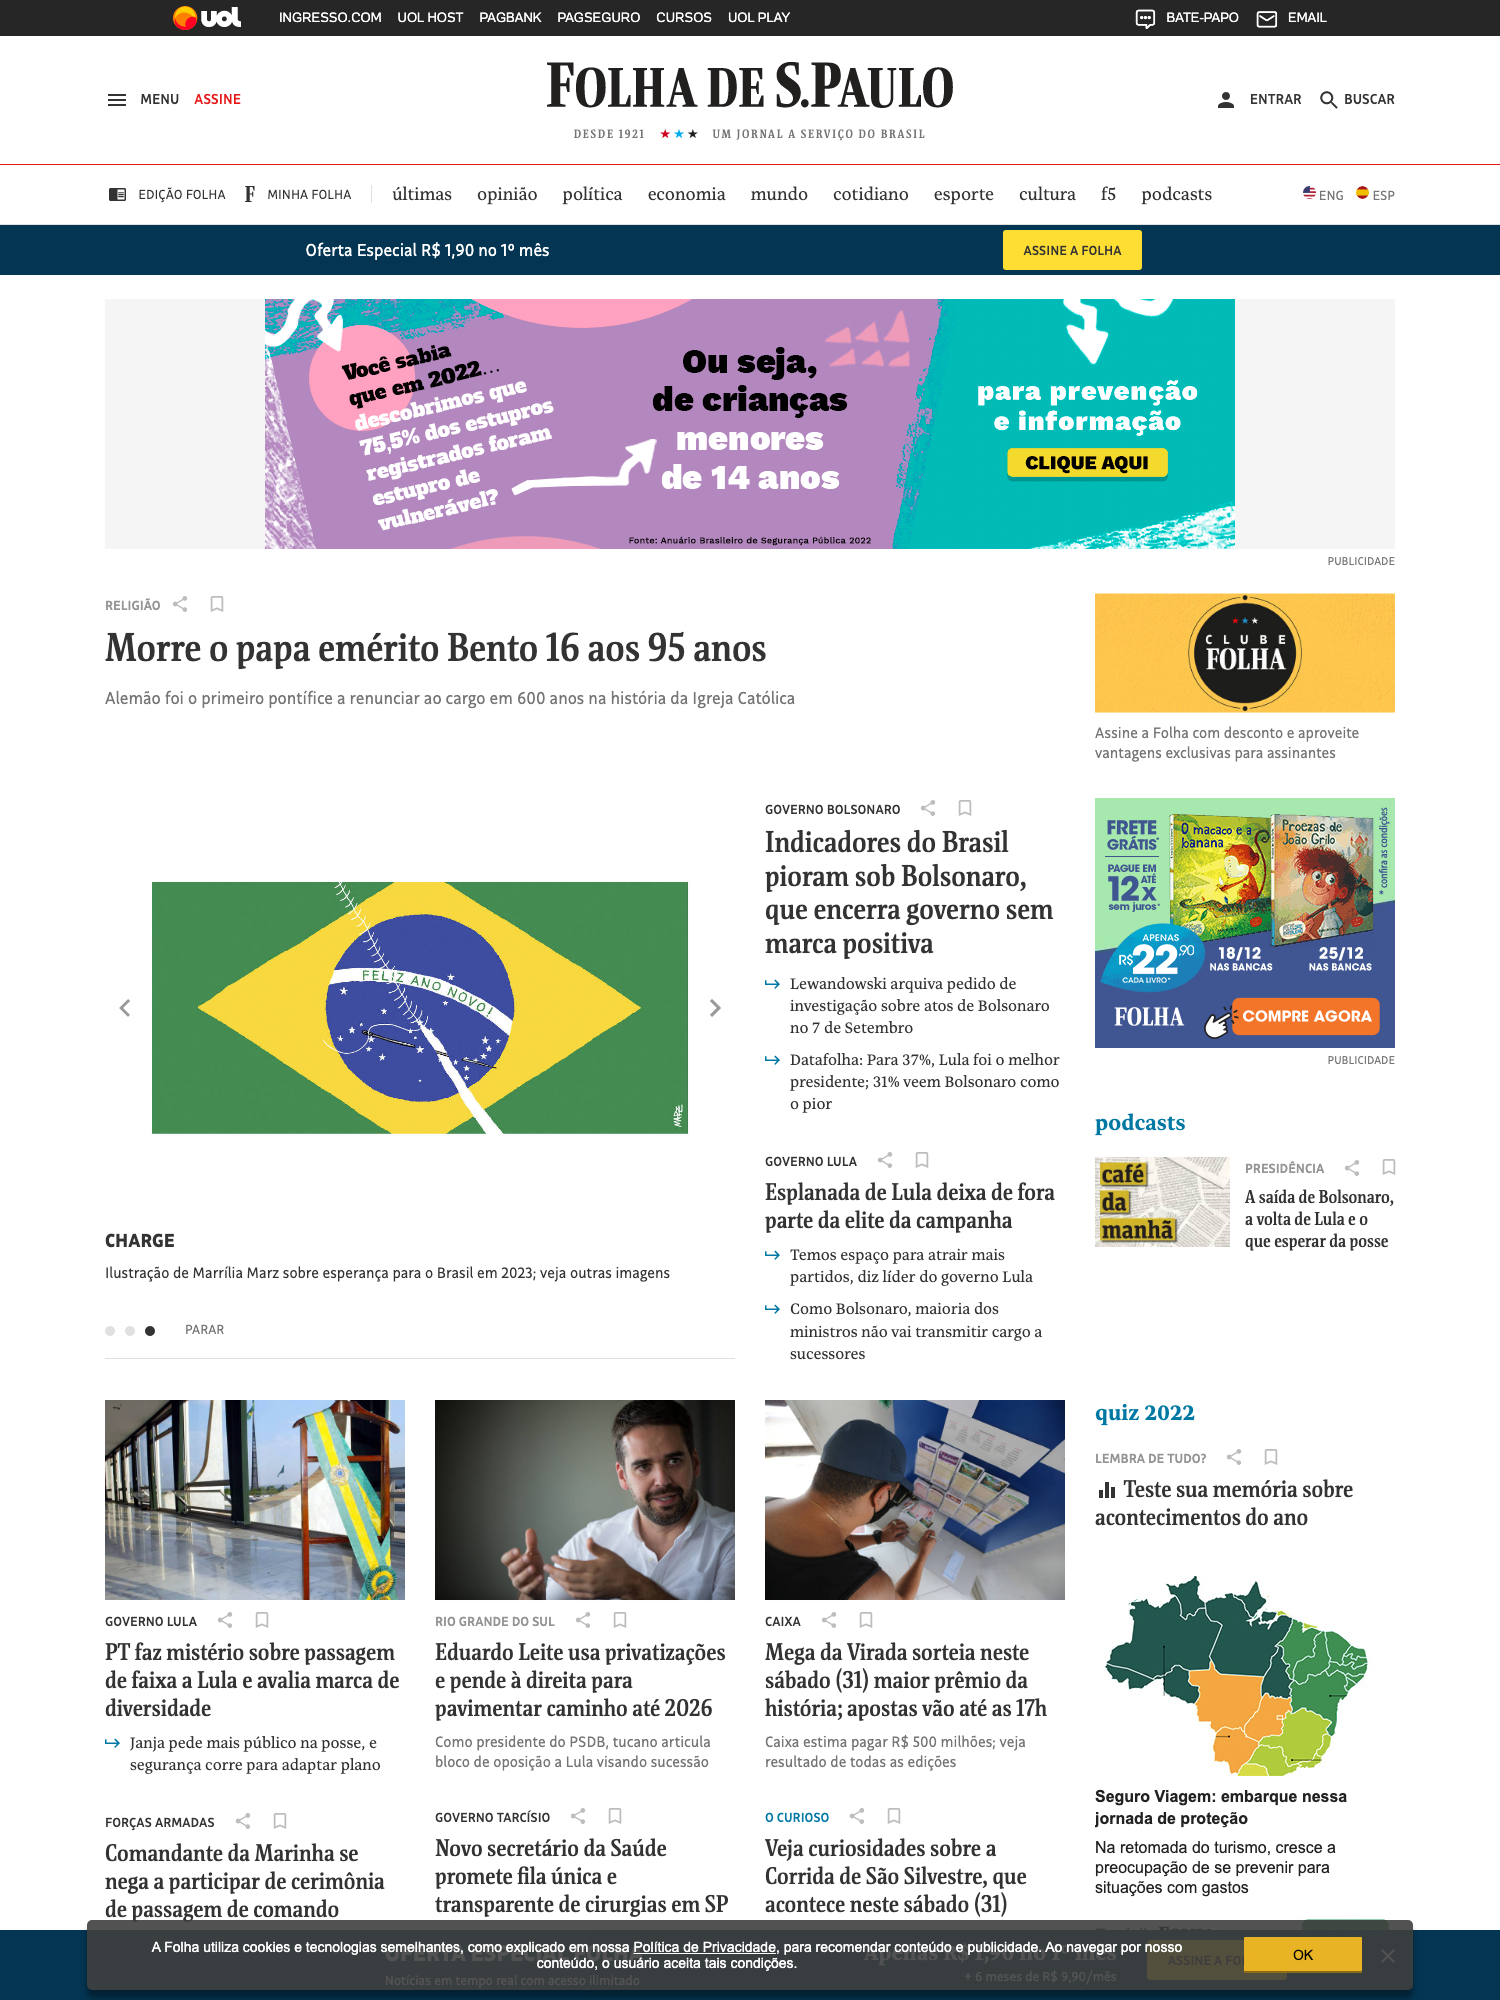 uol
INGRESSO.COM UOL HOST PAGBANK PAGSEGURO CURSOS UOL PLAY
BATE-PAPO EMAIL
MENU ASSINE
FOLHA DE S.PAULO
DESDE 1921 ★★★ UM JORNAL A SERVIÇO DO BRASIL
ENTRAR BUSCAR
EDIÇÃO FOLHA F MINHA FOLHA últimas opinião política economia mundo cotidiano esporte cultura f5 podcasts ENG ESP
Oferta Especial R$ 1,90 no 1º mês
ASSINE A FOLHA
Você sabia
que em 2022...
descobrimos que
75,5% dos estupros
registrados foram
estupro de
vulnerável?
Ou seja,
de crianças
menores
de 14 anos
para prevenção
e informação
CLIQUE AQUI
Fonte: Anuário Brasileiro de Segurança Pública 2022
PUBLICIDADE
RELIGIÃO
Morre o papa emérito Bento 16 aos 95 anos
Alemão foi o primeiro pontífice a renunciar ao cargo em 600 anos na história da Igreja Católica
CLUBE
FOLHA
Assine a Folha com desconto e aproveite
vantagens exclusivas para assinantes
FELIZ ANO NOVO!
MARZ
CHARGE
Ilustração de Marrília Marz sobre esperança para o Brasil em 2023; veja outras imagens
PARAR
GOVERNO BOLSONARO
Indicadores do Brasil
pioram sob Bolsonaro,
que encerra governo sem
marca positiva
Lewandowski arquiva pedido de
investigação sobre atos de Bolsonaro
no 7 de Setembro
Datafolha: Para 37%, Lula foi o melhor
presidente; 31% veem Bolsonaro como
o pior
GOVERNO LULA
Esplanada de Lula deixa de fora
parte da elite da campanha
Temos espaço para atrair mais
partidos, diz líder do governo Lula
Como Bolsonaro, maioria dos
ministros não vai transmitir cargo a
sucessores
FRETE
GRÁTIS*
PAGUE EM
12x ATÉ
sem juros*
O macaco e a
banana
Proezas de
João Grilo
* confira as condições
APENAS
R$22,90
CADA LIVRO*
18/12
NAS BANCAS
25/12
NAS BANCAS
FOLHA
COMPRE AGORA
PUBLICIDADE
podcasts
café
da
manhã
PRESIDÊNCIA
A saída de Bolsonaro,
a volta de Lula e o
que esperar da posse
GOVERNO LULA
PT faz mistério sobre passagem
de faixa a Lula e avalia marca de
diversidade
Janja pede mais público na posse, e
segurança corre para adaptar plano
RIO GRANDE DO SUL
Eduardo Leite usa privatizações
e pende à direita para
pavimentar caminho até 2026
Como presidente do PSDB, tucano articula
bloco de oposição a Lula visando sucessão
CAIXA
Mega da Virada sorteia neste
sábado (31) maior prêmio da
história; apostas vão até as 17h
Caixa estima pagar R$ 500 milhões; veja
resultado de todas as edições
quiz 2022
LEMBRA DE TUDO?
Teste sua memória sobre
acontecimentos do ano
Seguro Viagem: embarque nessa
jornada de proteção
Na retomada do turismo, cresce a
preocupação de se prevenir para
situações com gastos
FORÇAS ARMADAS
Comandante da Marinha se
nega a participar de cerimônia
de passagem de comando
GOVERNO TARCÍSIO
Novo secretário da Saúde
promete fila única e
transparente de cirurgias em SP
O CURIOSO
Veja curiosidades sobre a
Corrida de São Silvestre, que
acontece neste sábado (31)
A Folha utiliza cookies e tecnologias semelhantes, como explicado em nossa Política de Privacidade, para recomendar conteúdo e publicidade. Ao navegar por nosso
conteúdo, o usuário aceita tais condições.
OK
Notícias em tempo real com acesso ilimitado
+ 6 meses de R$ 9,90/mês
ASSINE A FO